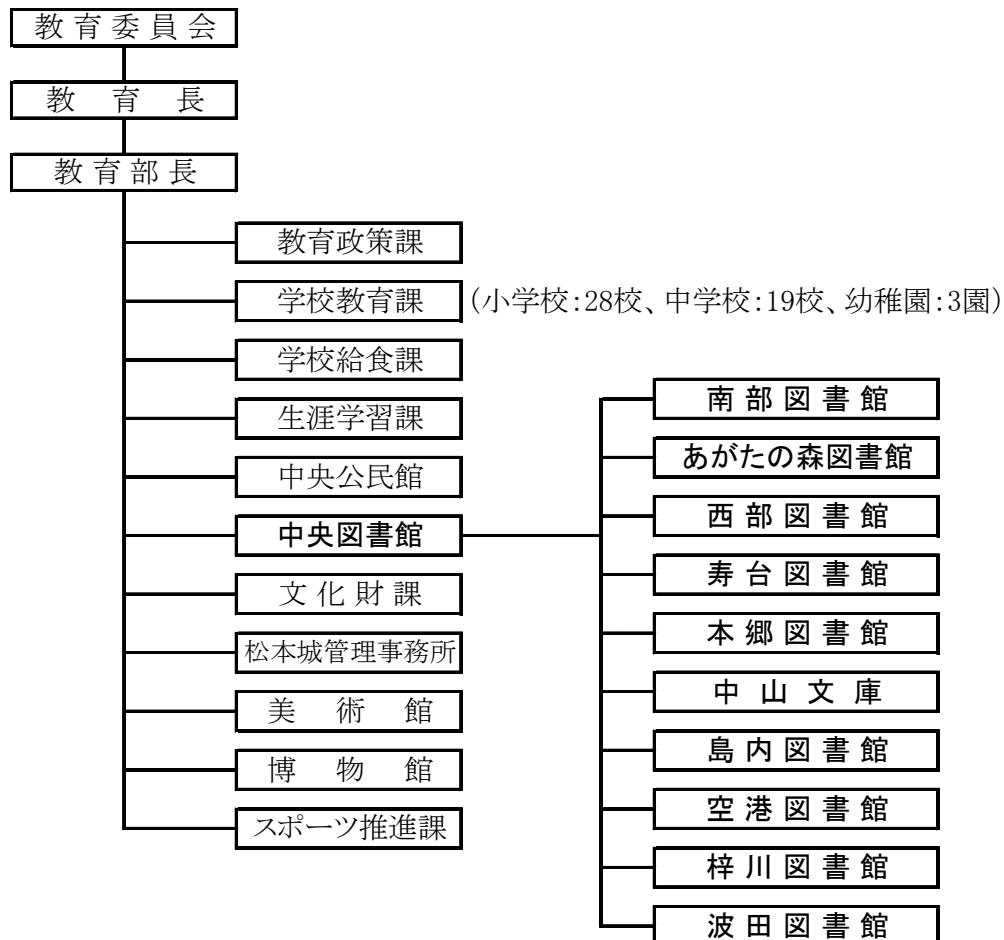 教育委員会
教育長
教育部長
教育政策課
学校教育課 (小学校:28校、中学校:19校、幼稚園:3園)
学校給食課
生涯学習課
中央公民館
中央図書館
文化財課
松本城管理事務所
美術館
博物館
スポーツ推進課
南部図書館
あがたの森図書館
西部図書館
寿台図書館
本郷図書館
中山文庫
島内図書館
空港図書館
梓川図書館
波田図書館